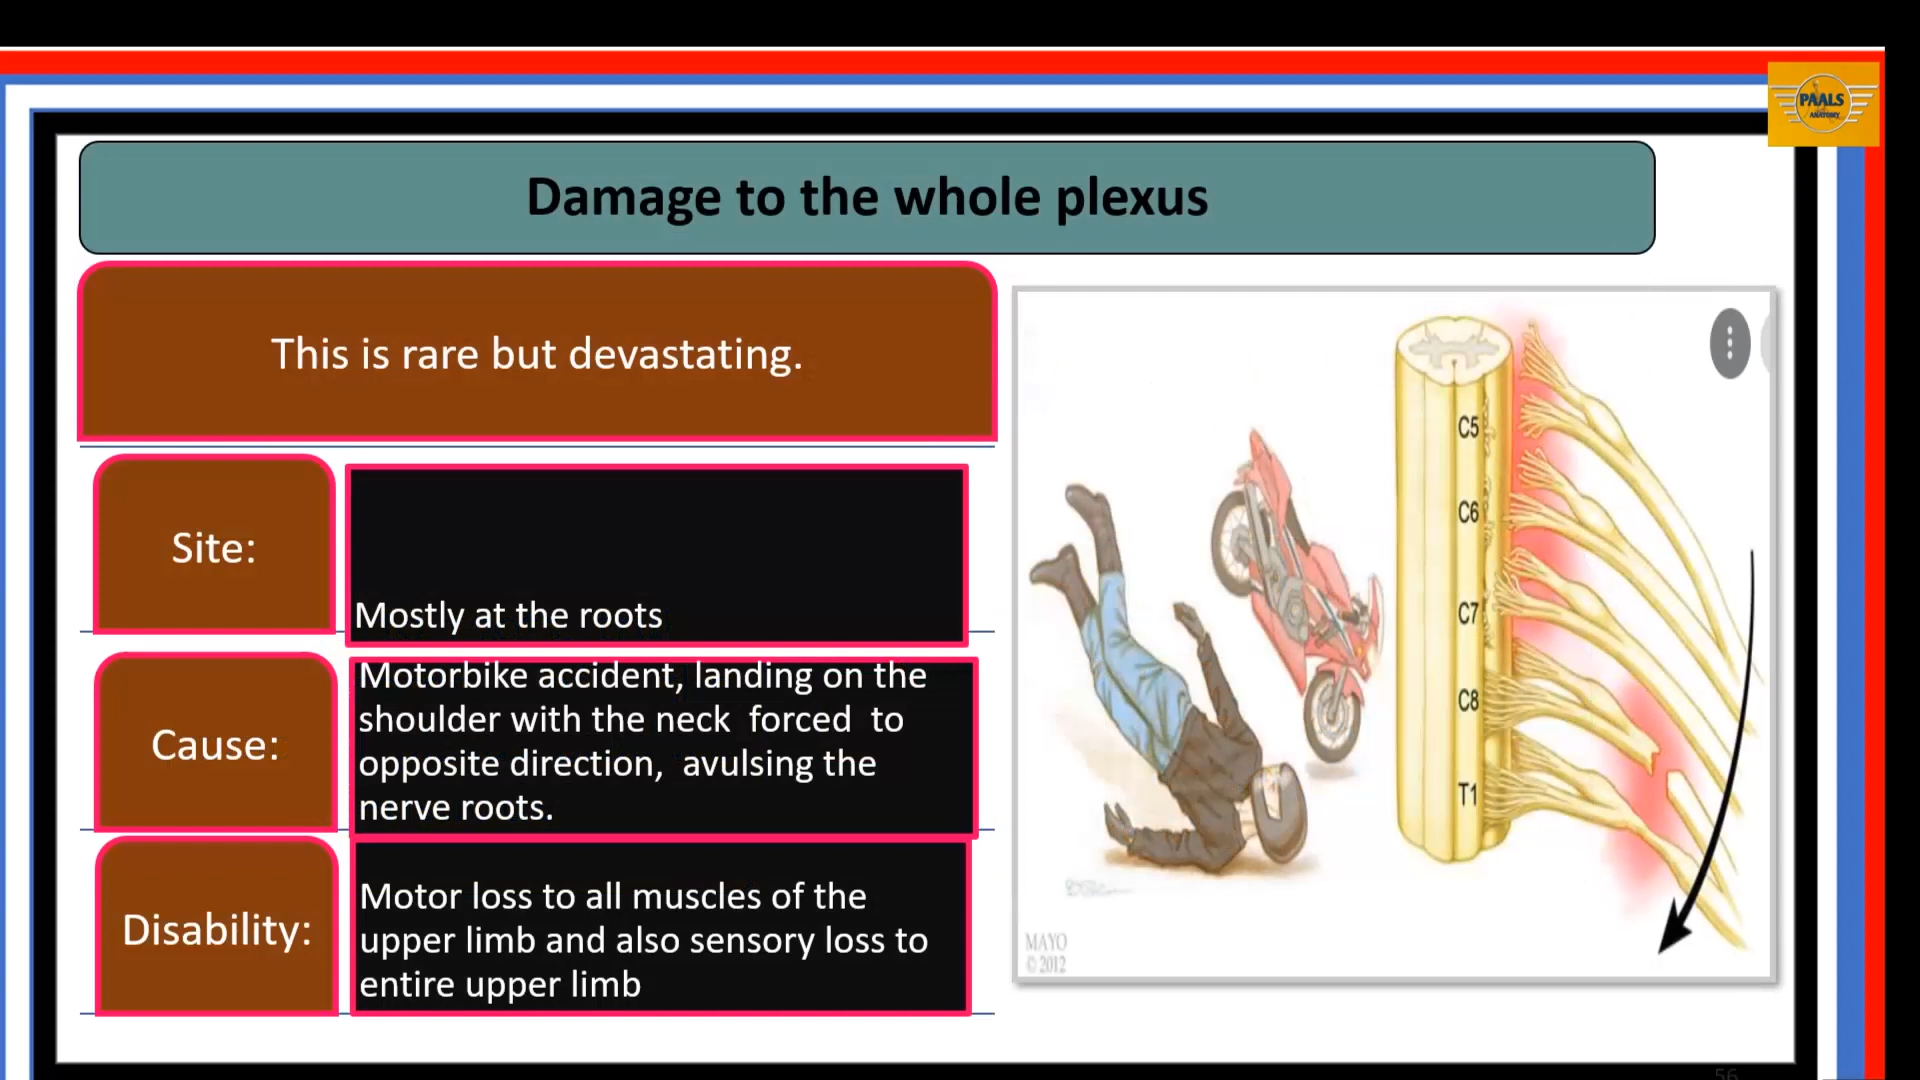 PAALS
ANATOMY
Damage to the whole plexus
This is rare but devastating.
Site:
Mostly at the roots
Cause:
Motorbike accident, landing on the
shoulder with the neck forced to
opposite direction, avulsing the
nerve roots.
Disability:
Motor loss to all muscles of the
upper limb and also sensory loss to
entire upper limb
C5
C6
C7
C8
T1
MAYO
© 2012
56